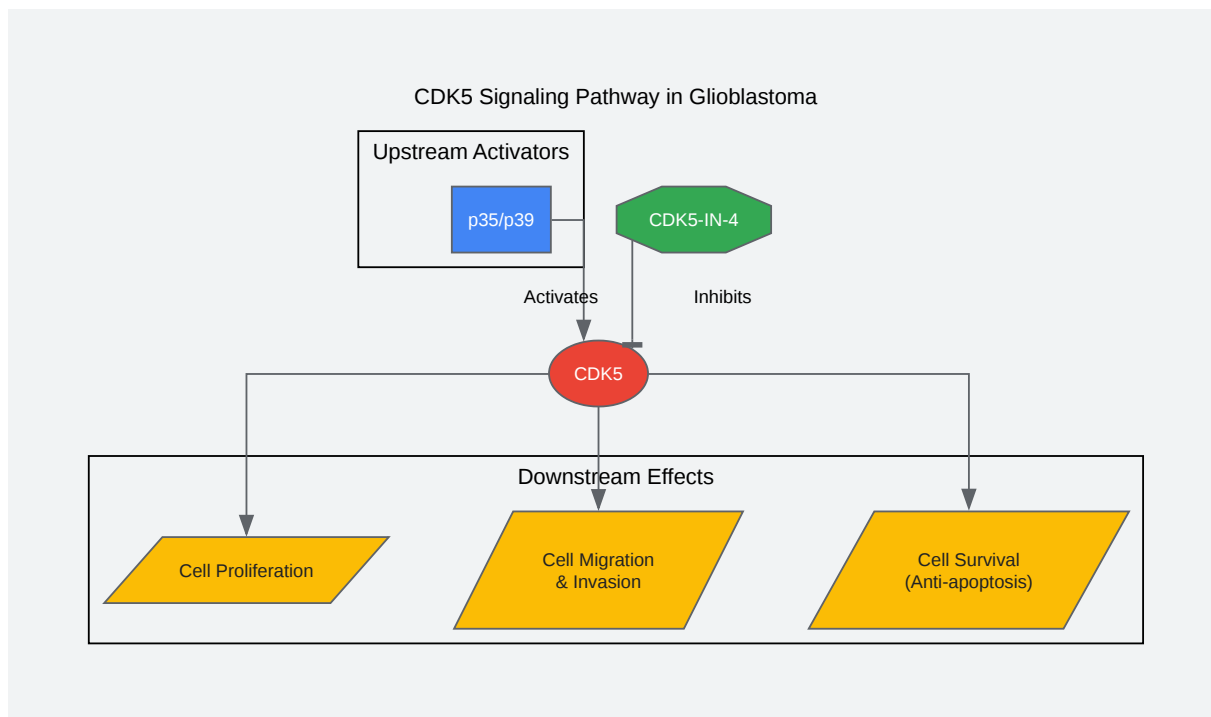 CDK5 Signaling Pathway in Glioblastoma
Upstream Activators
p35/p39
CDK5-IN-4
Activates
Inhibits
CDK5
Downstream Effects
Cell Proliferation
Cell Migration
& Invasion
Cell Survival
(Anti-apoptosis)